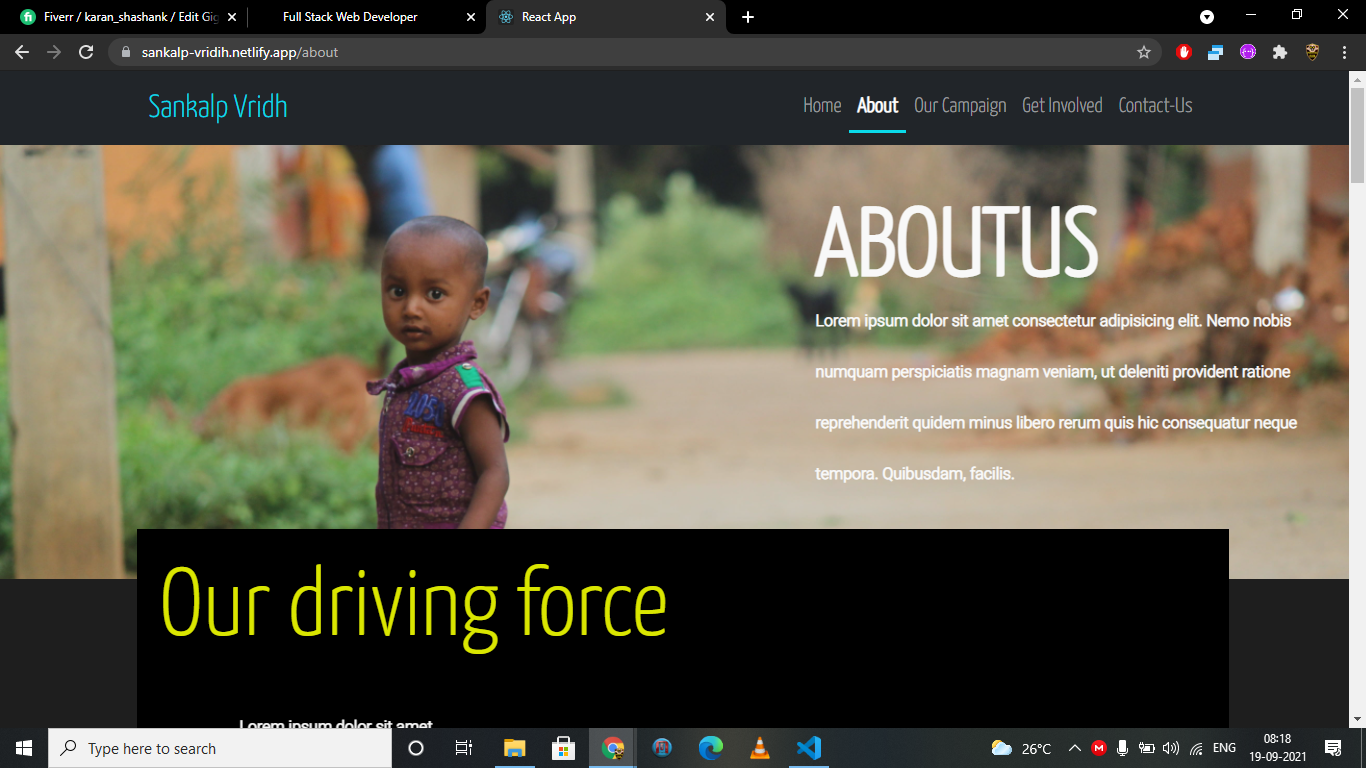 Fiverr / karan_shashank / Edit Gig
Full Stack Web Developer
React App
sankalp-vridih.netlify.app/about
Sankalp Vridh
Home About Our Campaign Get Involved Contact-Us
ABOUTUS
Lorem ipsum dolor sit amet consectetur adipisicing elit. Nemo nobis
numquam perspiciatis magnam veniam, ut deleniti provident ratione
reprehenderit quidem minus libero rerum quis hic consequatur neque
tempora. Quibusdam, facilis.
Our driving force
Lorem ipsum dolor sit amet
Type here to search
26°C
ENG
08:18
19-09-2021